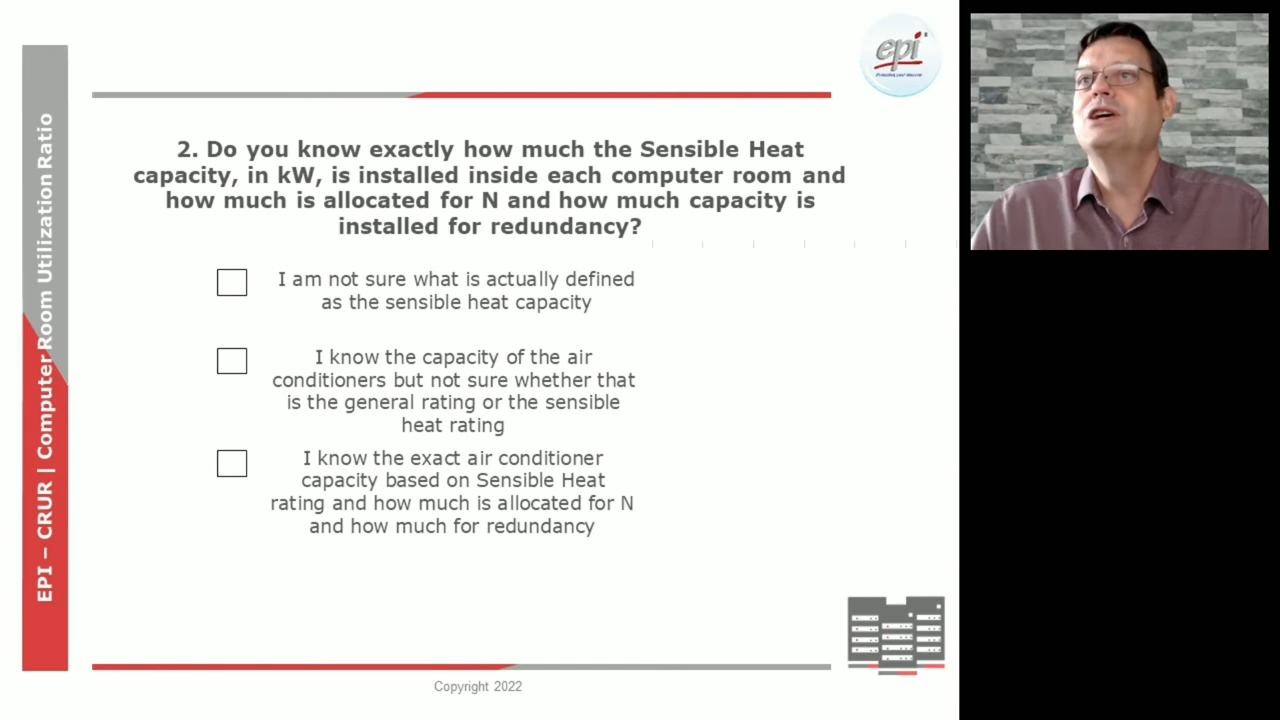 epi
2. Do you know exactly how much the Sensible Heat
capacity, in kW, is installed inside each computer room and
how much is allocated for N and how much capacity is
installed for redundancy?
I am not sure what is actually defined
as the sensible heat capacity
I know the capacity of the air
conditioners but not sure whether that
is the general rating or the sensible
heat rating
I know the exact air conditioner
capacity based on Sensible Heat
rating and how much is allocated for N
and how much for redundancy
EPI – CRUR | Computer Room Utilization Ratio
Copyright 2022